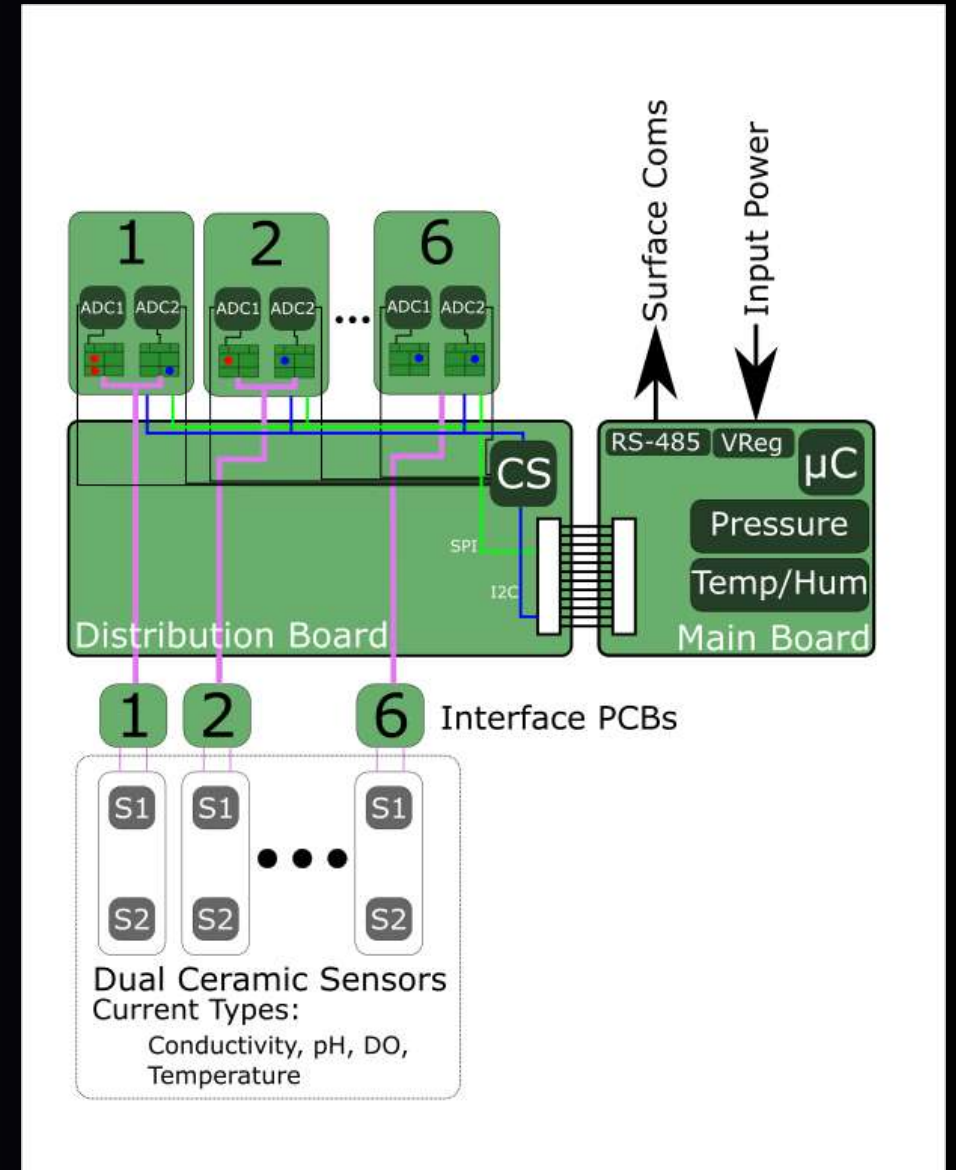 Surface Coms
Input Power
1
2
6
ADC1
ADC2
ADC1
ADC2
ADC1
ADC2
RS-485
VReg
µC
CS
Pressure
SPI
Temp/Hum
I2C
Distribution Board
Main Board
1
2
6
Interface PCBs
S1
S1
S1
S2
S2
S2
Dual Ceramic Sensors
Current Types:
Conductivity, pH, DO,
Temperature